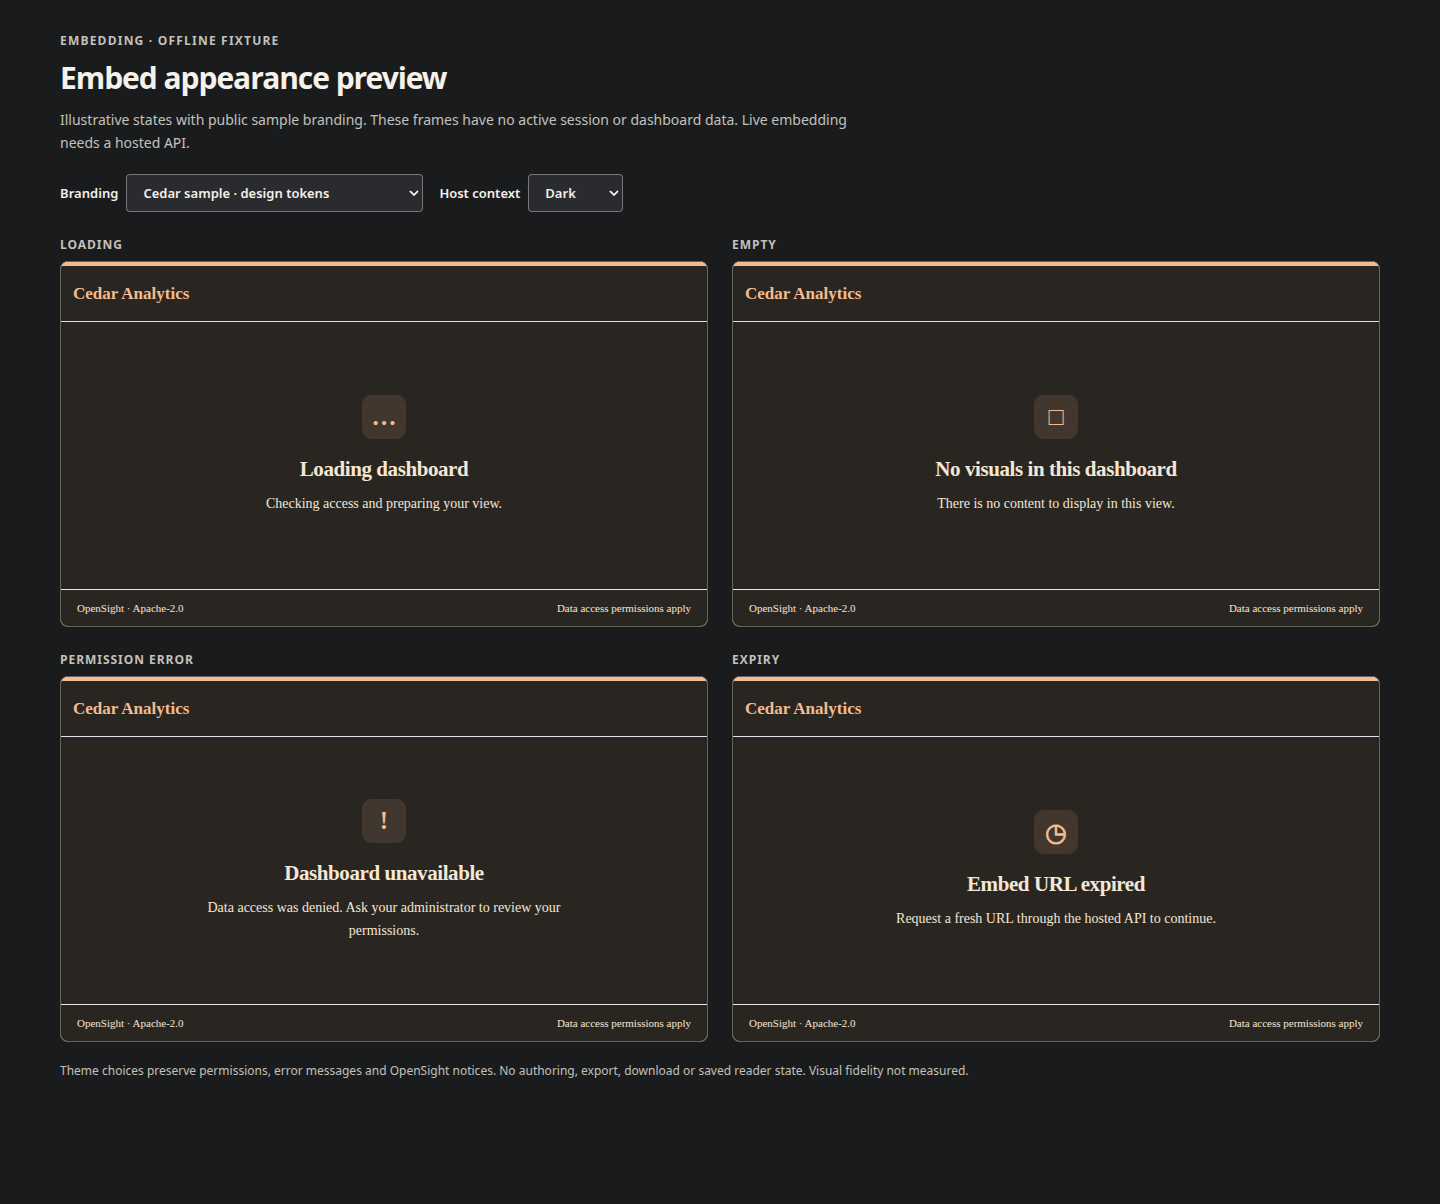 EMBEDDING · OFFLINE FIXTURE
Embed appearance preview
Illustrative states with public sample branding. These frames have no active session or dashboard data. Live embedding
needs a hosted API.
Branding Cedar sample · design tokens Host context Dark
LOADING
Cedar Analytics
...
Loading dashboard
Checking access and preparing your view.
OpenSight · Apache-2.0 Data access permissions apply
EMPTY
Cedar Analytics
No visuals in this dashboard
There is no content to display in this view.
OpenSight · Apache-2.0 Data access permissions apply
PERMISSION ERROR
Cedar Analytics
!
Dashboard unavailable
Data access was denied. Ask your administrator to review your
permissions.
OpenSight · Apache-2.0 Data access permissions apply
EXPIRY
Cedar Analytics
Embed URL expired
Request a fresh URL through the hosted API to continue.
OpenSight · Apache-2.0 Data access permissions apply
Theme choices preserve permissions, error messages and OpenSight notices. No authoring, export, download or saved reader state. Visual fidelity not measured.